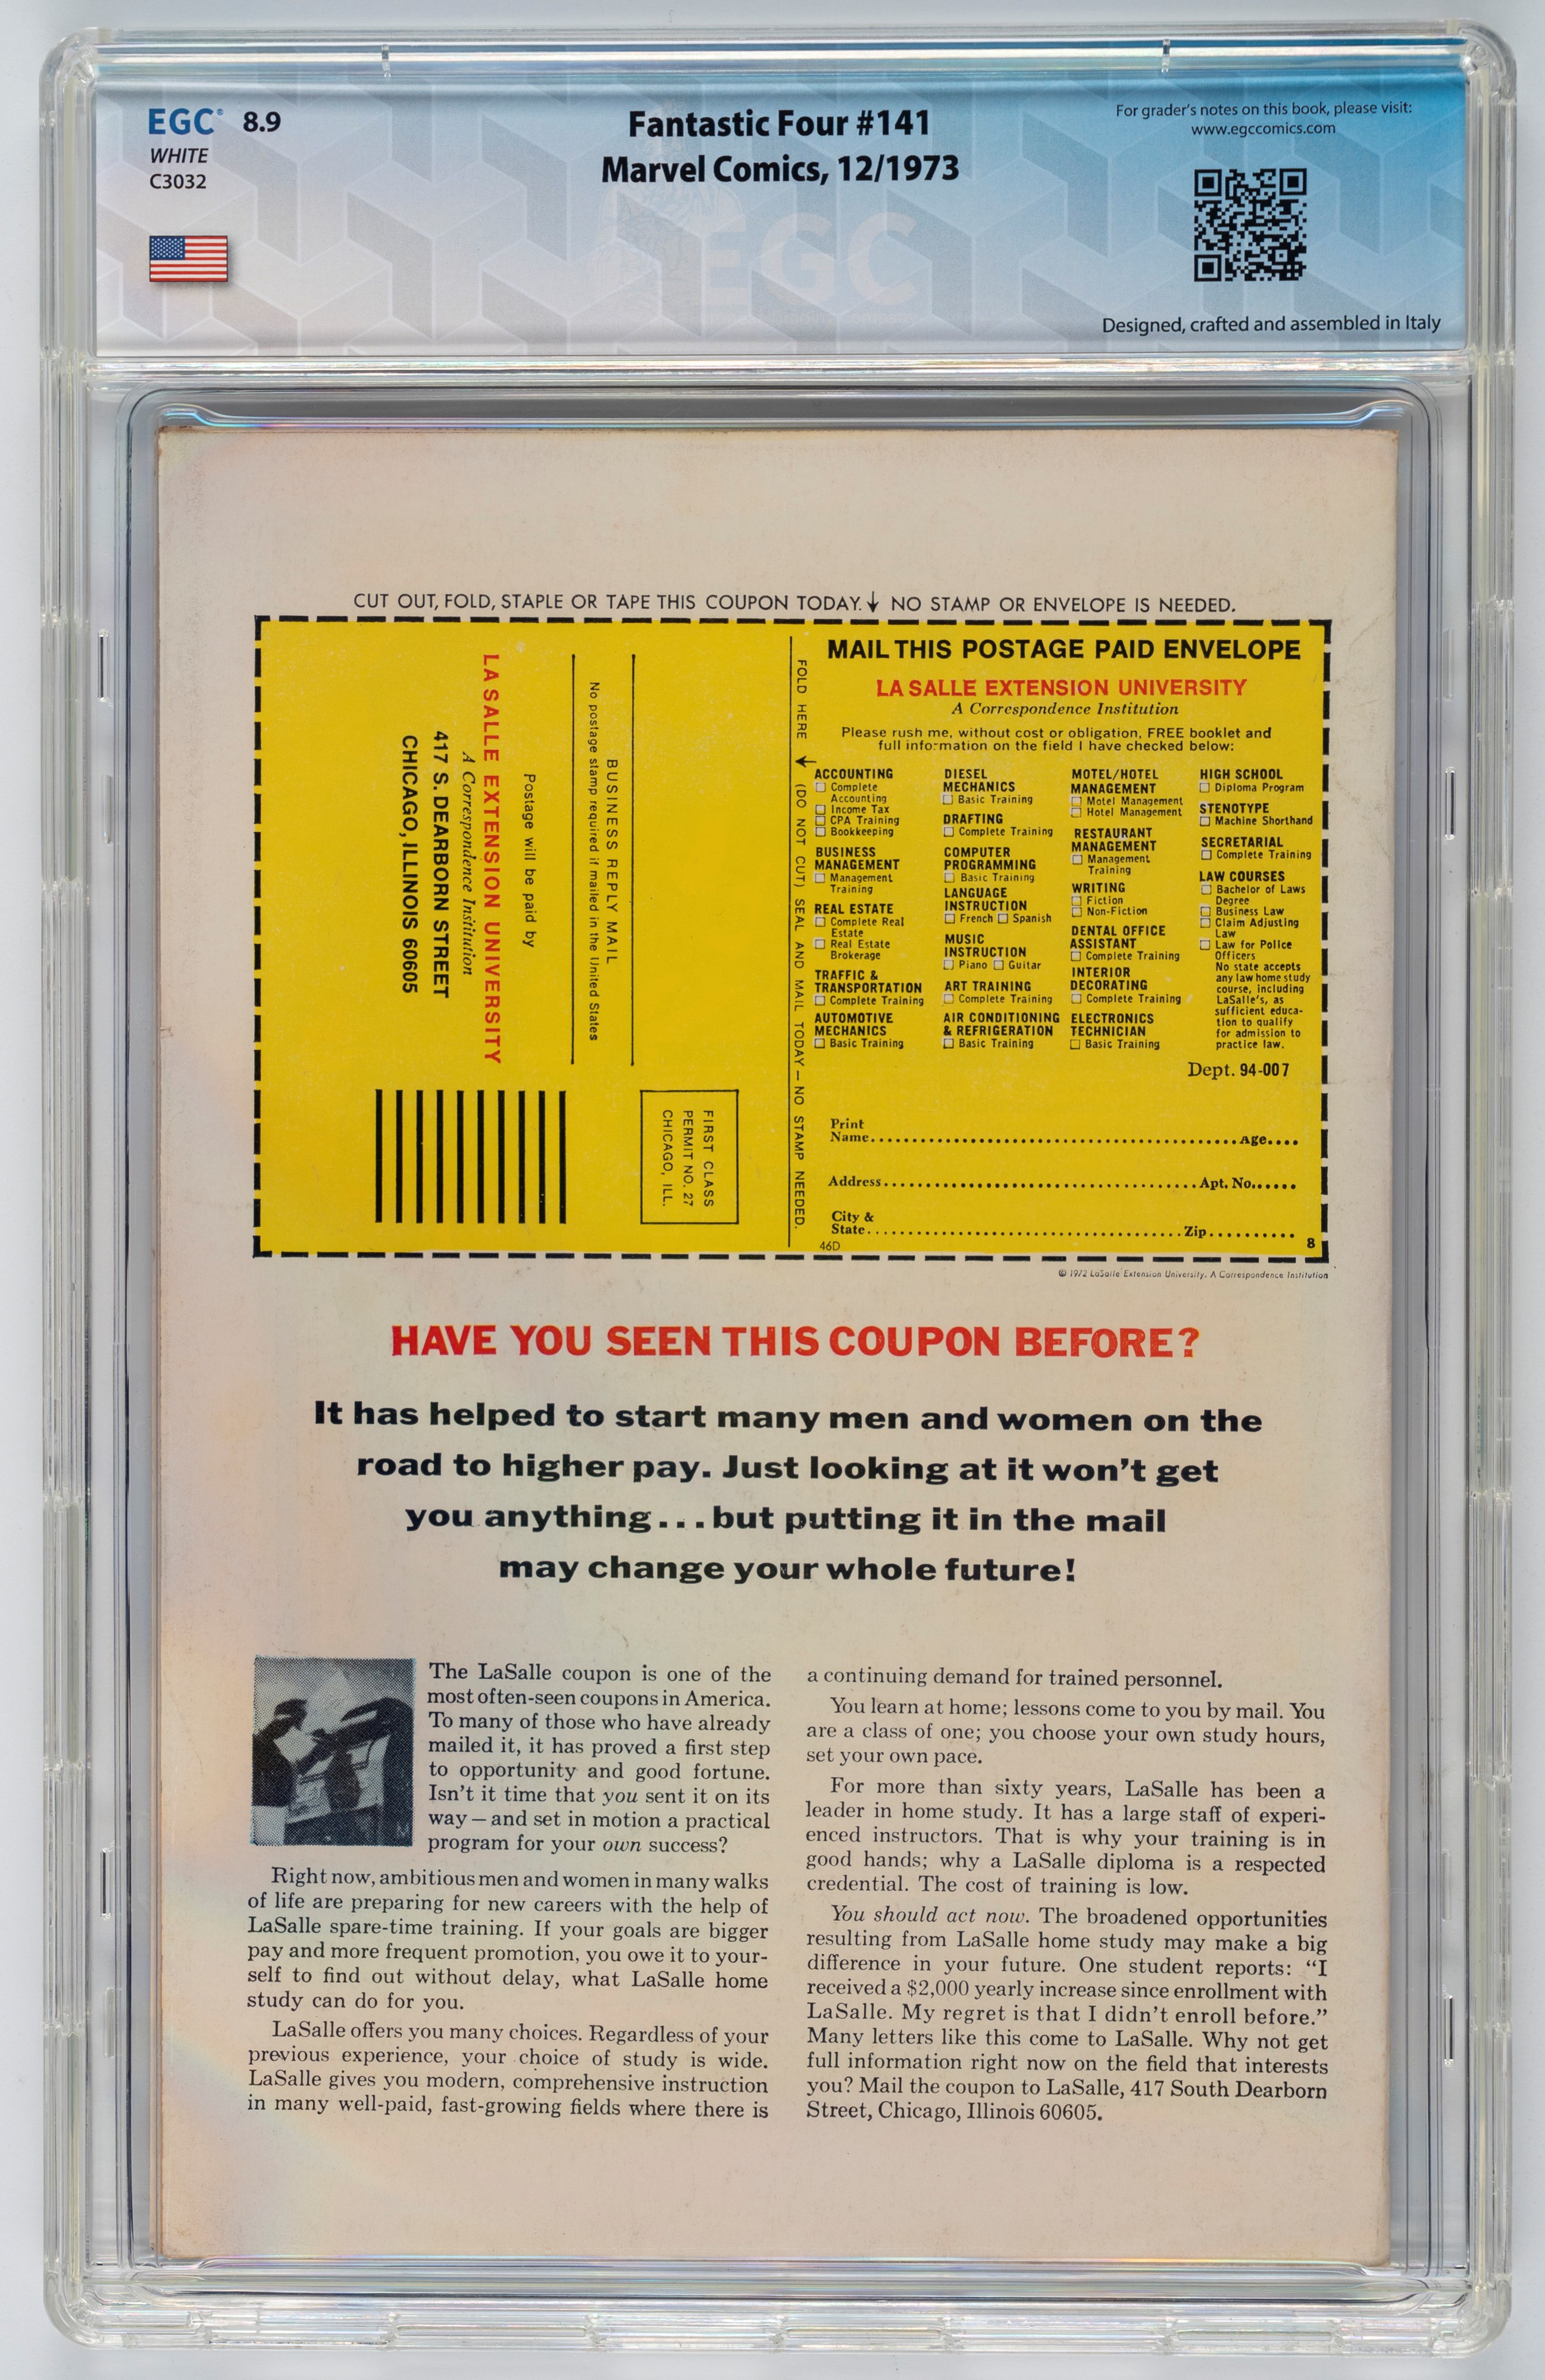 EGC® 8.9
WHITE
C3032
Fantastic Four #141
Marvel Comics, 12/1973
For grader's notes on this book, please visit:
www.egccomics.com
EGC
Designed, crafted and assembled in Italy
CUT OUT, FOLD, STAPLE OR TAPE THIS COUPON TODAY.↓ NO STAMP OR ENVELOPE IS NEEDED.
FIRST CLASS
PERMIT NO. 27
CHICAGO, ILL.
BUSINESS REPLY MAIL
No postage stamp required if mailed in the United States
Postage will be paid by
LA SALLE EXTENSION UNIVERSITY
A Correspondence Institution
417 S. DEARBORN STREET
CHICAGO, ILLINOIS 60605
FOLD HERE → (DO NOT CUT) SEAL AND MAIL TODAY — NO STAMP NEEDED.
MAIL THIS POSTAGE PAID ENVELOPE
LA SALLE EXTENSION UNIVERSITY
A Correspondence Institution
Please rush me, without cost or obligation, FREE booklet and
full information on the field I have checked below:
ACCOUNTING
☐ Complete
Accounting
☐ Income Tax
☐ CPA Training
☐ Bookkeeping
BUSINESS
MANAGEMENT
☐ Management
Training
REAL ESTATE
☐ Complete Real
Estate
☐ Real Estate
Brokerage
TRAFFIC &
TRANSPORTATION
☐ Complete Training
AUTOMOTIVE
MECHANICS
☐ Basic Training
DIESEL
MECHANICS
☐ Basic Training
DRAFTING
☐ Complete Training
COMPUTER
PROGRAMMING
☐ Basic Training
LANGUAGE
INSTRUCTION
☐ French ☐ Spanish
MUSIC
INSTRUCTION
☐ Piano ☐ Guitar
ART TRAINING
☐ Complete Training
AIR CONDITIONING
& REFRIGERATION
☐ Basic Training
MOTEL/HOTEL
MANAGEMENT
☐ Motel Management
☐ Hotel Management
RESTAURANT
MANAGEMENT
☐ Management
Training
WRITING
☐ Fiction
☐ Non-Fiction
DENTAL OFFICE
ASSISTANT
☐ Complete Training
INTERIOR
DECORATING
☐ Complete Training
ELECTRONICS
TECHNICIAN
☐ Basic Training
HIGH SCHOOL
☐ Diploma Program
STENOTYPE
☐ Machine Shorthand
SECRETARIAL
☐ Complete Training
LAW COURSES
☐ Bachelor of Laws
Degree
☐ Business Law
☐ Claim Adjusting
Law
☐ Law for Police
Officers
No state accepts
any law home study
course, including
LaSalle's, as
sufficient educa-
tion to qualify
for admission to
practice law.
Dept. 94-007
Print
Name........Age....
Address........Apt. No......
City &
State........Zip..........
46D 8
© 1972 LaSalle Extension University. A Correspondence Institution
HAVE YOU SEEN THIS COUPON BEFORE?
It has helped to start many men and women on the
road to higher pay. Just looking at it won't get
you anything...but putting it in the mail
may change your whole future!
The LaSalle coupon is one of the
most often-seen coupons in America.
To many of those who have already
mailed it, it has proved a first step
to opportunity and good fortune.
Isn't it time that you sent it on its
way—and set in motion a practical
program for your own success?
Right now, ambitious men and women in many walks
of life are preparing for new careers with the help of
LaSalle spare-time training. If your goals are bigger
pay and more frequent promotion, you owe it to your-
self to find out without delay, what LaSalle home
study can do for you.
LaSalle offers you many choices. Regardless of your
previous experience, your choice of study is wide.
LaSalle gives you modern, comprehensive instruction
in many well-paid, fast-growing fields where there is
a continuing demand for trained personnel.
You learn at home; lessons come to you by mail. You
are a class of one; you choose your own study hours,
set your own pace.
For more than sixty years, LaSalle has been a
leader in home study. It has a large staff of experi-
enced instructors. That is why your training is in
good hands; why a LaSalle diploma is a respected
credential. The cost of training is low.
You should act now. The broadened opportunities
resulting from LaSalle home study may make a big
difference in your future. One student reports: “I
received a $2,000 yearly increase since enrollment with
LaSalle. My regret is that I didn't enroll before.”
Many letters like this come to LaSalle. Why not get
full information right now on the field that interests
you? Mail the coupon to LaSalle, 417 South Dearborn
Street, Chicago, Illinois 60605.